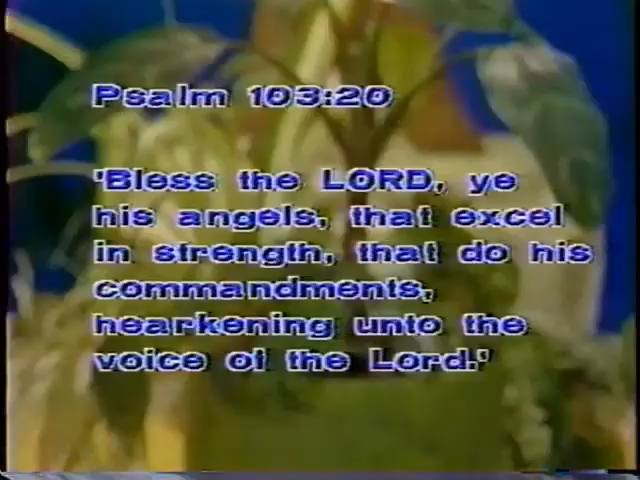 Psalm 103:20
'Bless the LORD, ye
his angels, that excel
in strength, that do his
commandments,
hearkening unto the
voice of the Lord.'